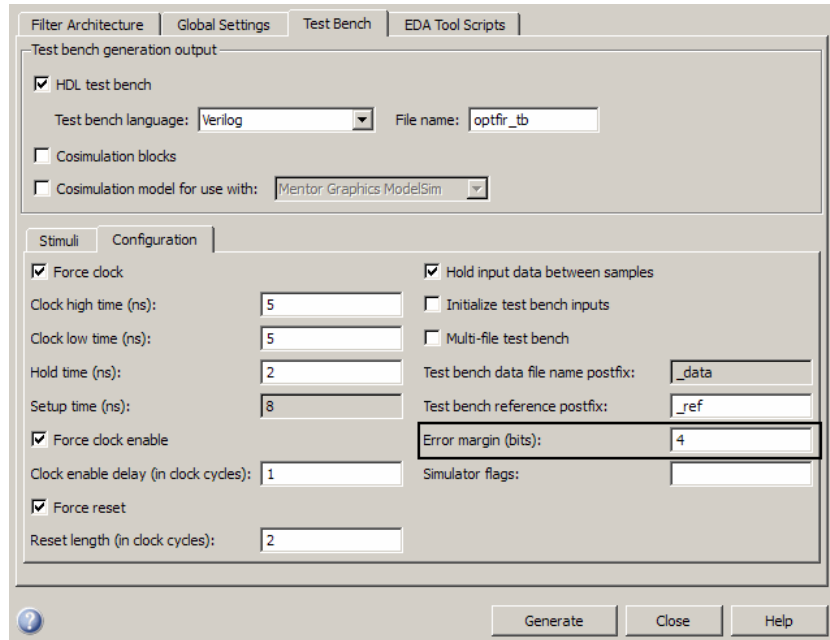 Filter Architecture Global Settings Test Bench EDA Tool Scripts
Test bench generation output
HDL test bench
Test bench language: Verilog File name: optfir_tb
Cosimulation blocks
Cosimulation model for use with: Mentor Graphics ModelSim
Stimuli Configuration
Force clock Hold input data between samples
Clock high time (ns): 5 Initialize test bench inputs
Clock low time (ns): 5 Multi-file test bench
Hold time (ns): 2 Test bench data file name postfix: _data
Setup time (ns): 8 Test bench reference postfix: _ref
Force clock enable Error margin (bits): 4
Clock enable delay (in clock cycles): 1 Simulator flags:
Force reset
Reset length (in clock cycles): 2
? Generate Close Help